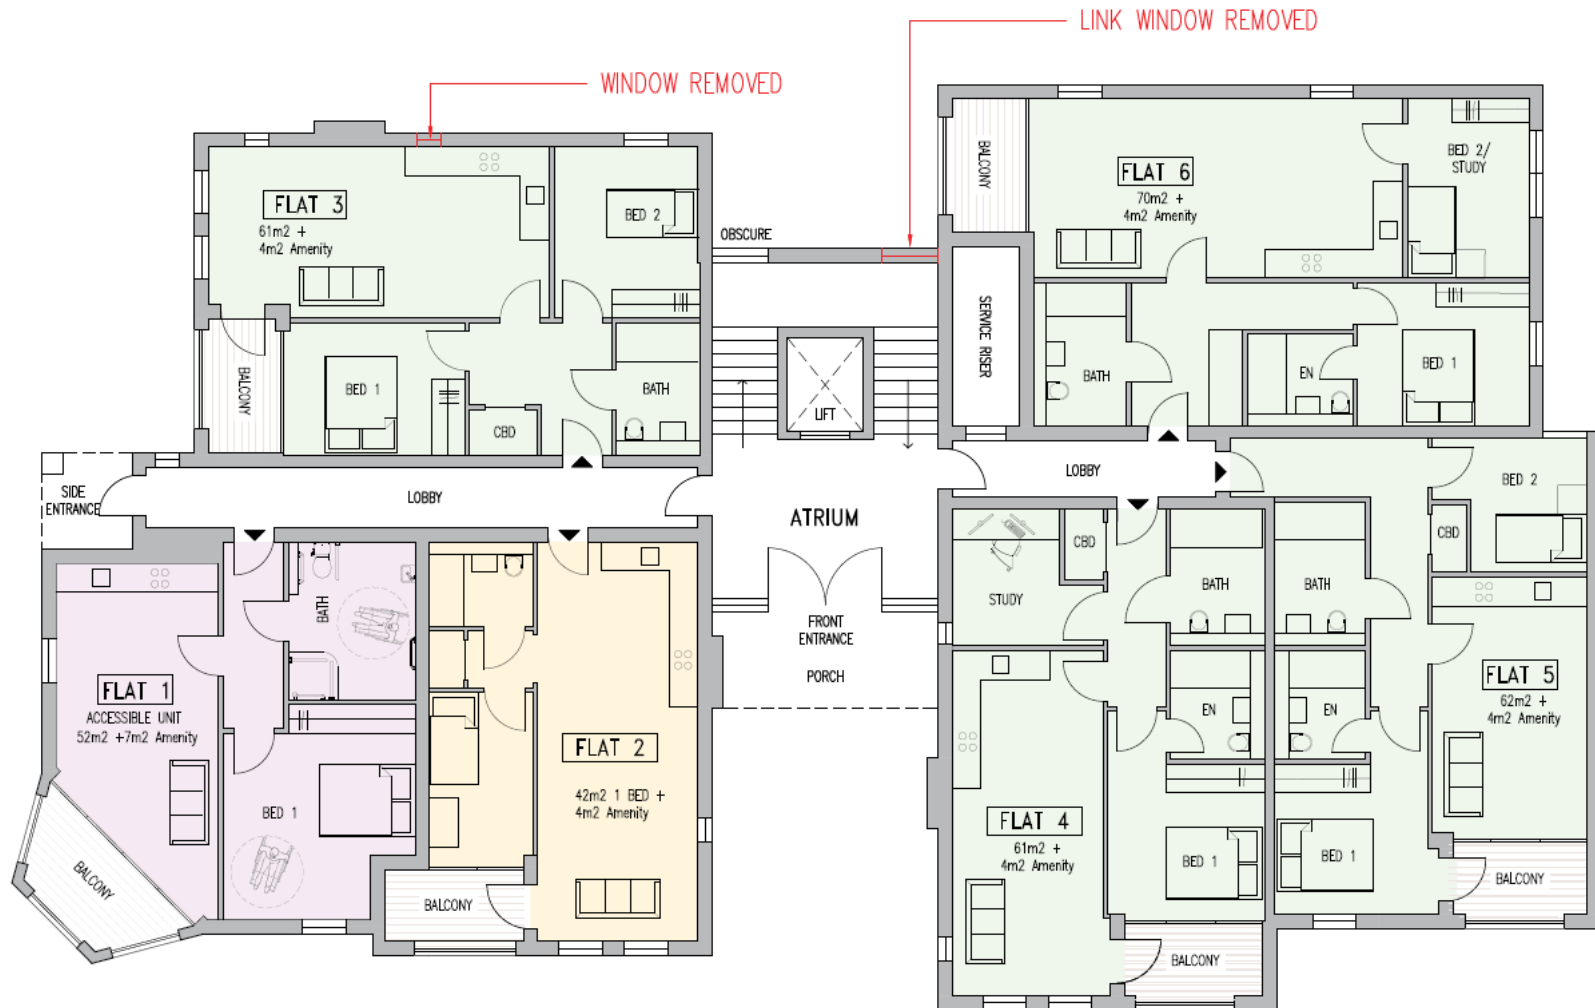 LINK WINDOW REMOVED
WINDOW REMOVED
FLAT 3
61m2 +
4m2 Amenity
BED 2
OBSCURE
BALCONY
BED 1
CBD
BATH
LIFT
SERVICE RISER
BALCONY
FLAT 6
70m2 +
4m2 Amenity
BED 2/
STUDY
BATH
EN
BED 1
SIDE
ENTRANCE
LOBBY
ATRIUM
LOBBY
FRONT
ENTRANCE
PORCH
FLAT 1
ACCESSIBLE UNIT
52m2 +7m2 Amenity
BATH
BED 1
BALCONY
FLAT 2
42m2 1 BED +
4m2 Amenity
BALCONY
STUDY
CBD
BATH
EN
FLAT 4
61m2 +
4m2 Amenity
BED 1
BALCONY
BED 2
CBD
BATH
EN
FLAT 5
62m2 +
4m2 Amenity
BED 1
BALCONY